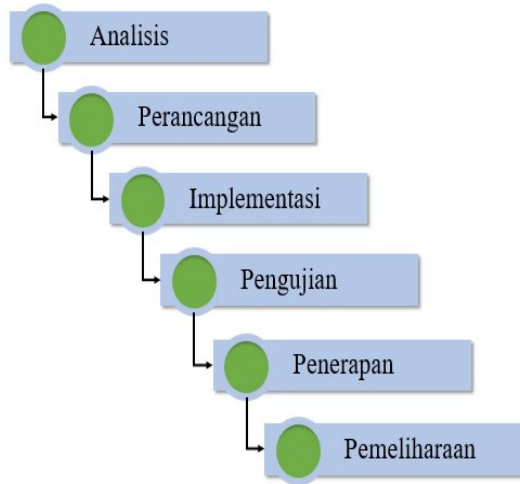 Analisis
Perancangan
Implementasi
Pengujian
Penerapan
Pemeliharaan